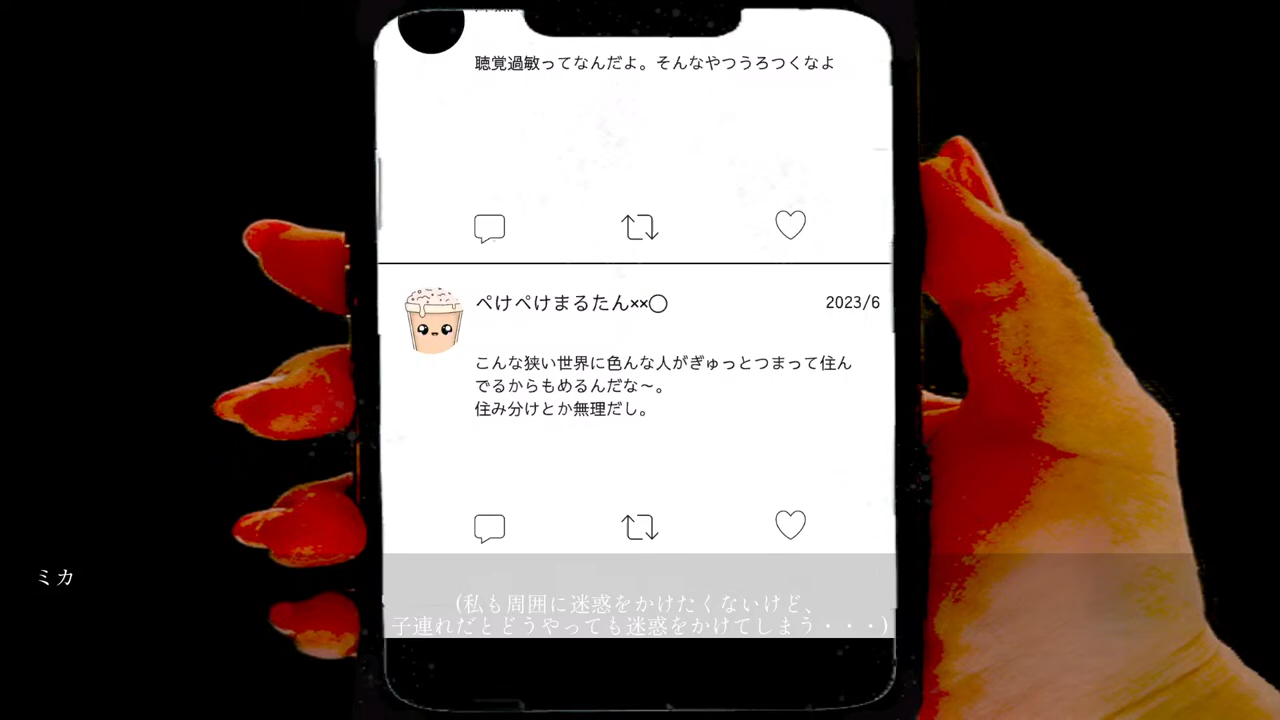 聴覚過敏ってなんだよ。そんなやつうろつくなよ
ぺけぺけまるたん××〇
2023/6
こんな狭い世界に色んな人がぎゅっとつまって住ん
でるからもめるんだな～。
住み分けとか無理だし。
ミカ
(私も周囲に迷惑をかけたくないけど、
子連れだとどうやっても迷惑をかけてしまう・・・)